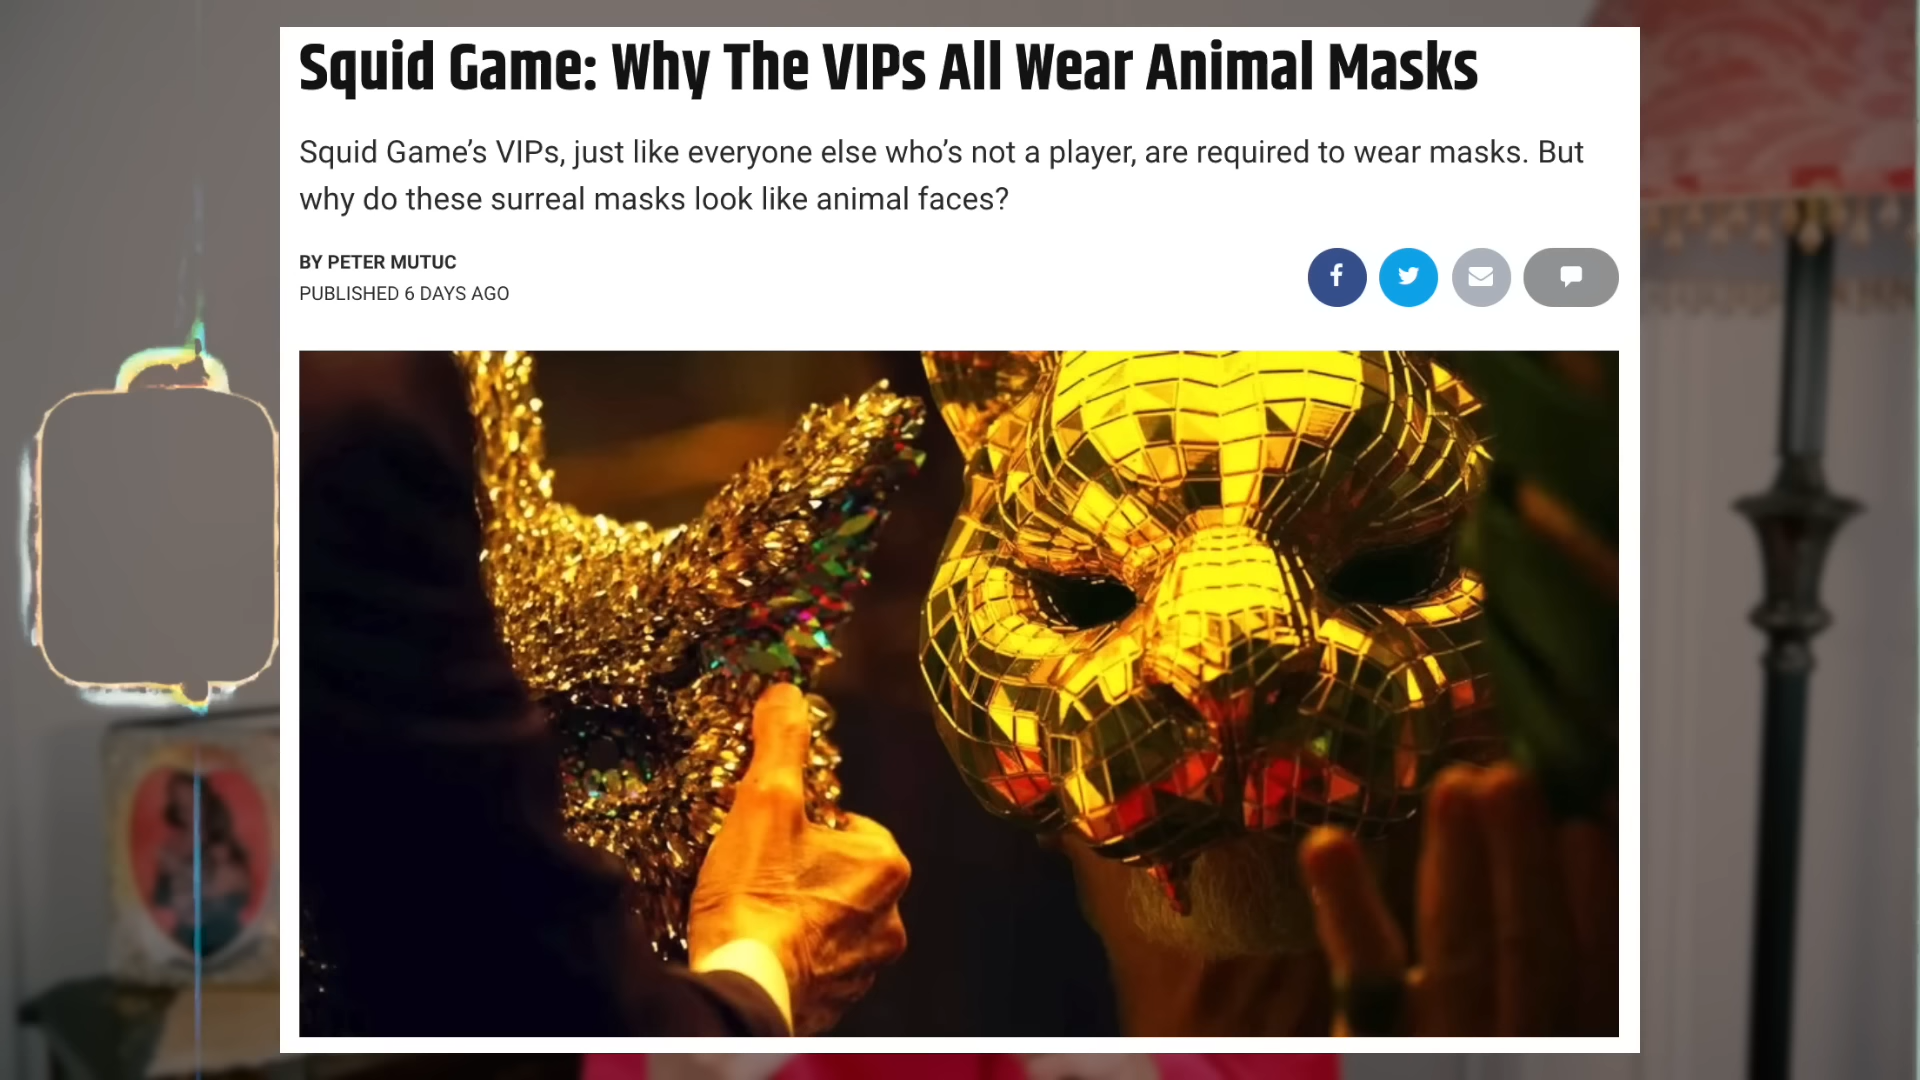 Squid Game: Why The VIPs All Wear Animal Masks
Squid Game’s VIPs, just like everyone else who’s not a player, are required to wear masks. But
why do these surreal masks look like animal faces?
BY PETER MUTUC
PUBLISHED 6 DAYS AGO